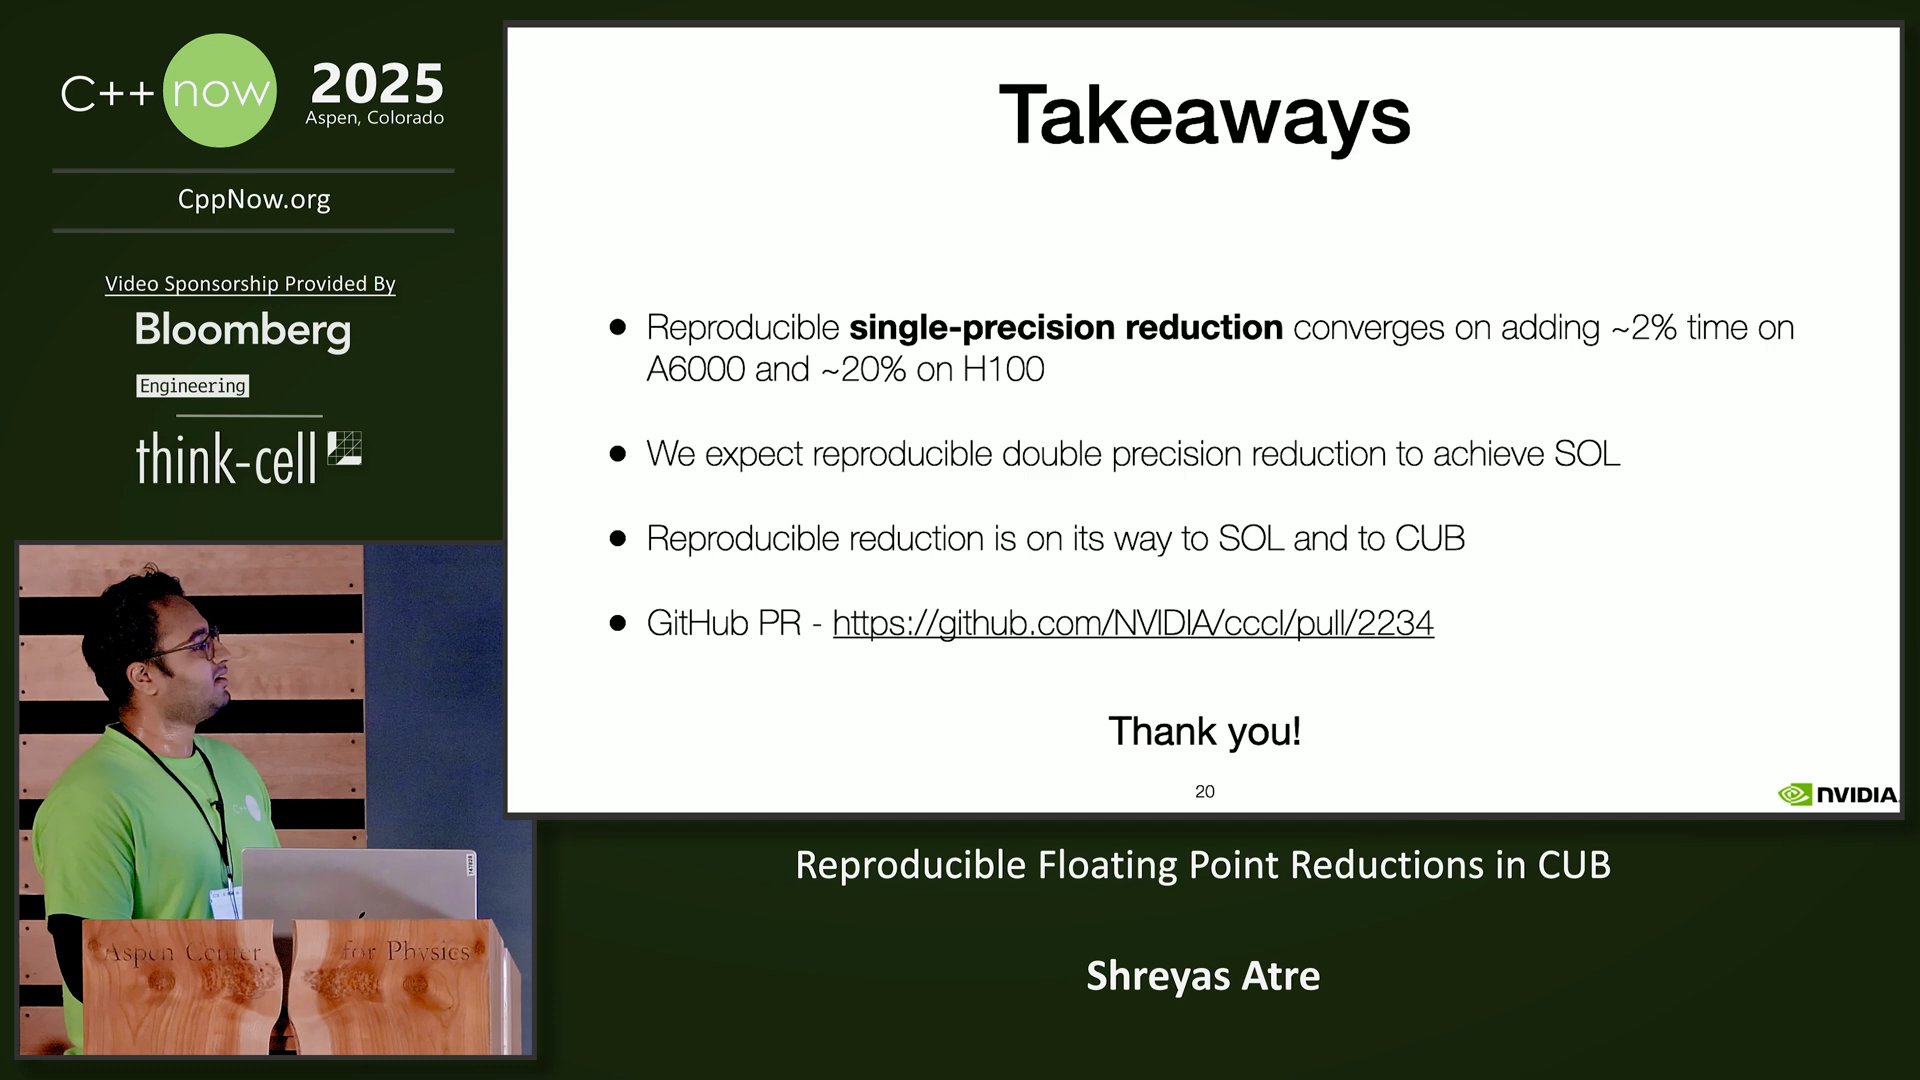 C++ now 2025
Aspen, Colorado
CppNow.org
Video Sponsorship Provided By
Bloomberg
Engineering
think-cell
Takeaways
● Reproducible single-precision reduction converges on adding ~2% time on
A6000 and ~20% on H100
● We expect reproducible double precision reduction to achieve SOL
● Reproducible reduction is on its way to SOL and to CUB
● GitHub PR - https://github.com/NVIDIA/cccl/pull/2234
Thank you!
20
NVIDIA
Aspen Center for Physics
Reproducible Floating Point Reductions in CUB
Shreyas Atre